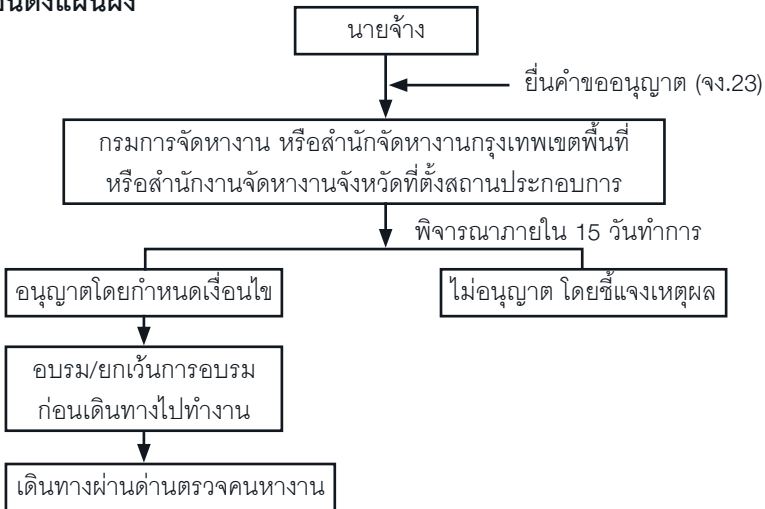 นายจ้าง
ยื่นคำขออนุญาต (จง.23)
กรมการจัดหางาน หรือสำนักจัดหางานกรุงเทพเขตพื้นที่
หรือสำนักงานจัดหางานจังหวัดที่ตั้งสถานประกอบการ
พิจารณาภายใน 15 วันทำการ
อนุญาตโดยกำหนดเงื่อนไข
ไม่อนุญาต โดยชี้แจงเหตุผล
อบรม/ยกเว้นการอบรม
ก่อนเดินทางไปทำงาน
เดินทางผ่านด่านตรวจคนหางาน